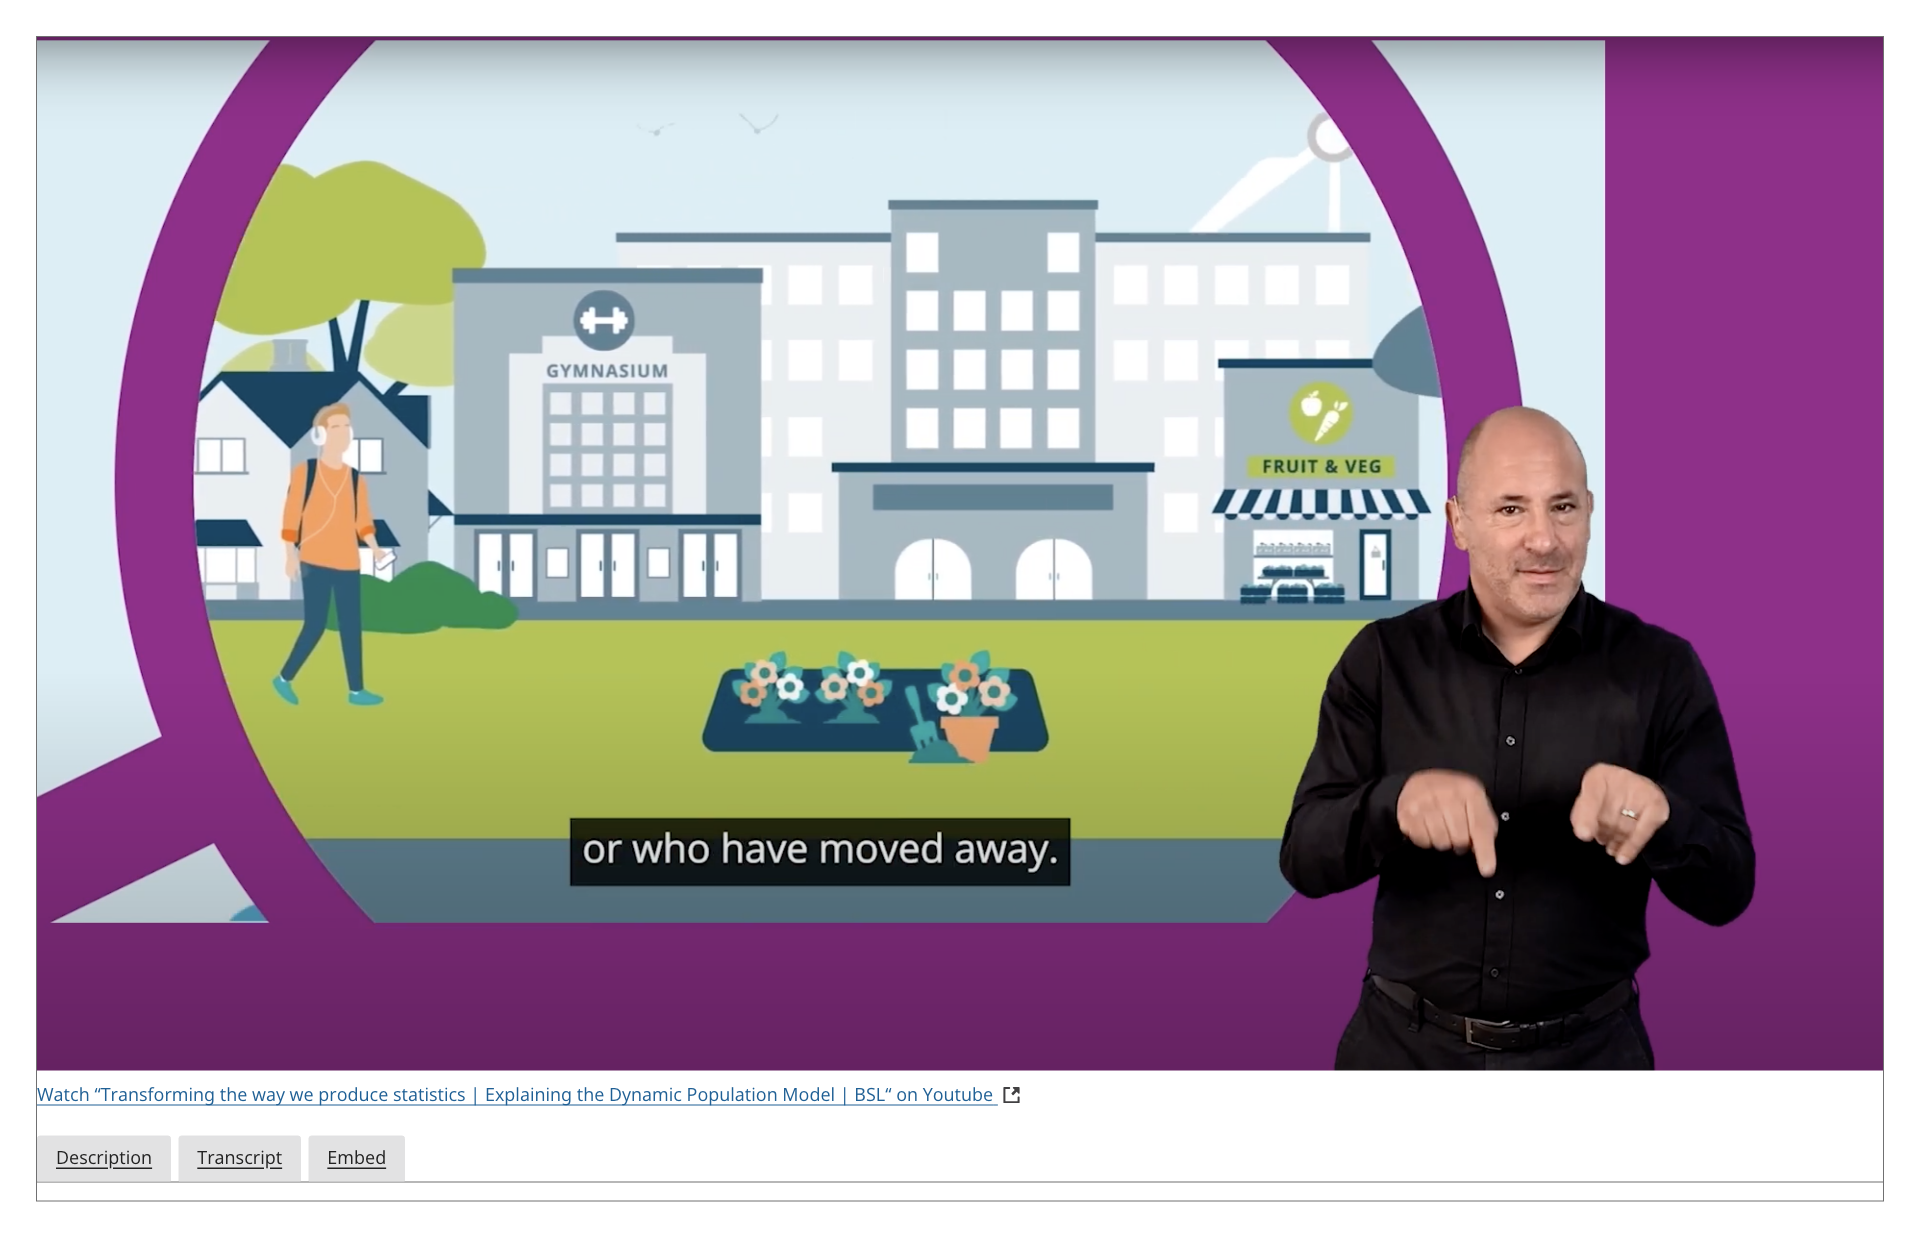 GYMNASIUM
FRUIT & VEG
or who have moved away.
Watch “Transforming the way we produce statistics | Explaining the Dynamic Population Model | BSL“ on Youtube
Description
Transcript
Embed